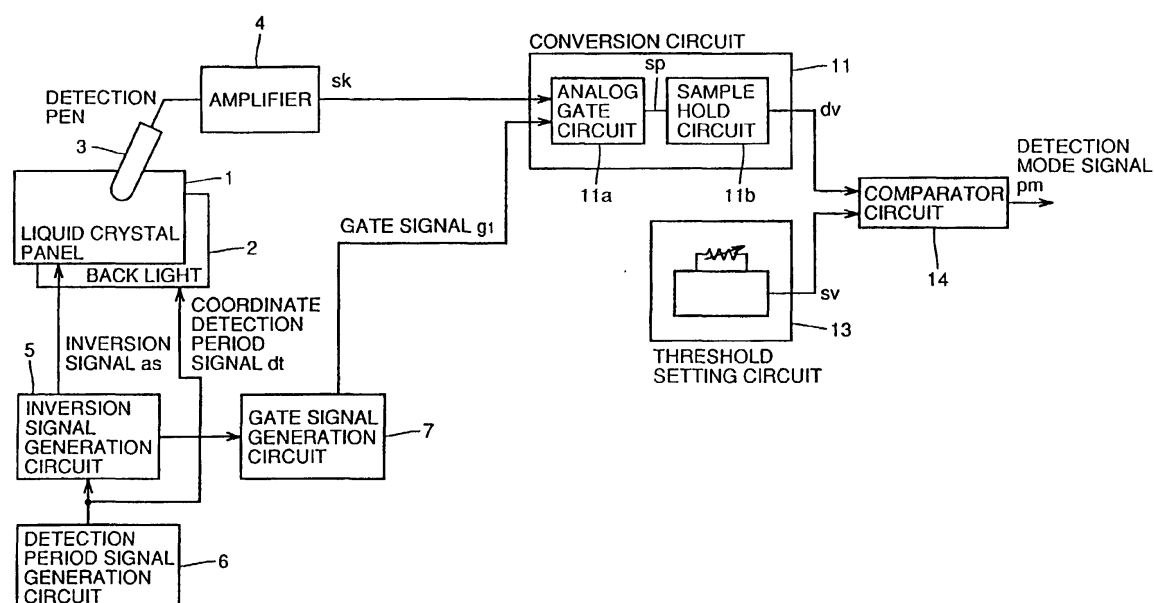 4
CONVERSION CIRCUIT
sk
sp
11
DETECTION
PEN
AMPLIFIER
ANALOG
GATE
CIRCUIT
SAMPLE
HOLD
CIRCUIT
dv
3
11a
11b
DETECTION
MODE SIGNAL
pm
1
COMPARATOR
CIRCUIT
14
LIQUID CRYSTAL
PANEL
2
GATE SIGNAL g1
BACK LIGHT
sv
13
COORDINATE
DETECTION
PERIOD
SIGNAL dt
INVERSION
SIGNAL as
THRESHOLD
SETTING CIRCUIT
5
INVERSION
SIGNAL
GENERATION
CIRCUIT
GATE SIGNAL
GENERATION
CIRCUIT
7
DETECTION
PERIOD SIGNAL
GENERATION
CIRCUIT
6